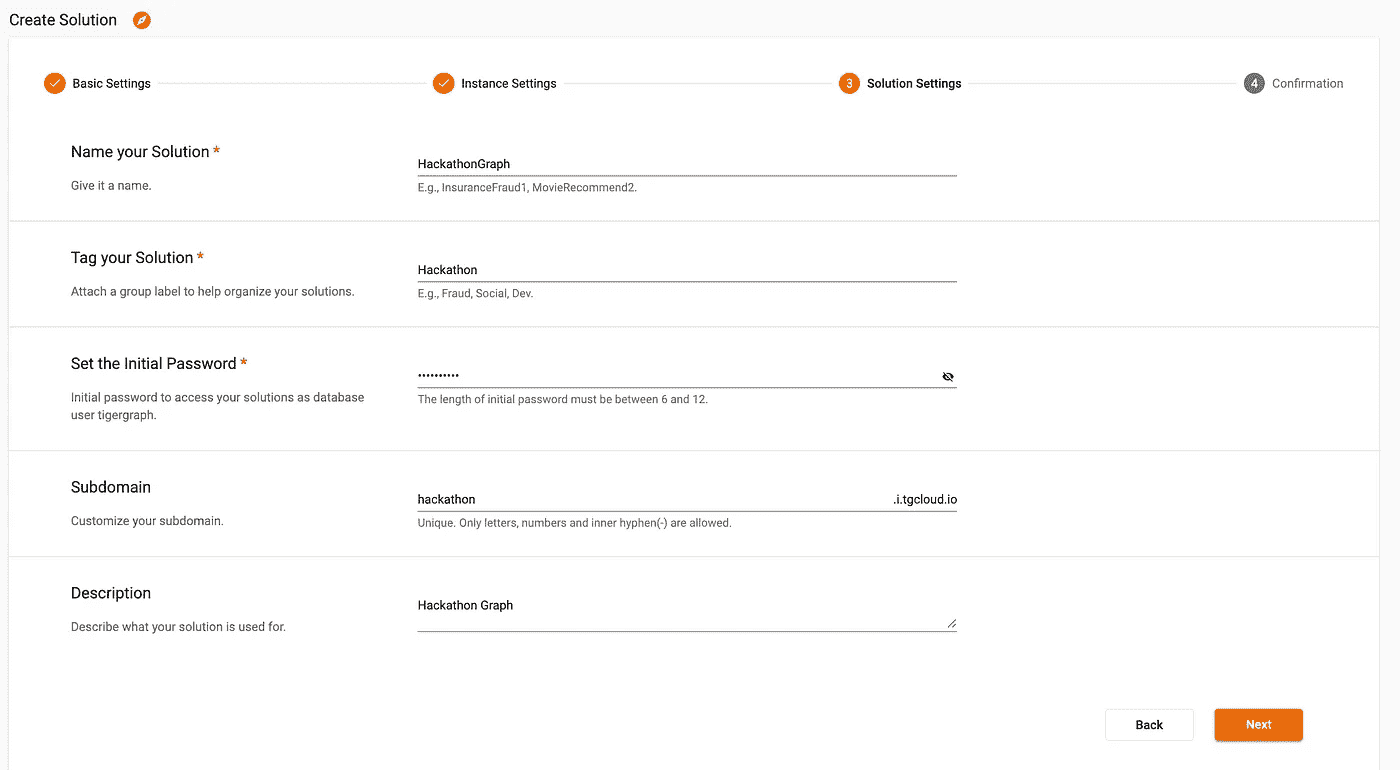 Create Solution
Basic Settings
Instance Settings
3 Solution Settings
4 Confirmation
Name your Solution *
Give it a name.
HackathonGraph
E.g., InsuranceFraud1, MovieRecommend2.
Tag your Solution *
Attach a group label to help organize your solutions.
Hackathon
E.g., Fraud, Social, Dev.
Set the Initial Password *
Initial password to access your solutions as database
user tigergraph.
••••••••••
The length of initial password must be between 6 and 12.
Subdomain
Customize your subdomain.
hackathon .i.tgcloud.io
Unique. Only letters, numbers and inner hyphen(-) are allowed.
Description
Describe what your solution is used for.
Hackathon Graph
Back
Next